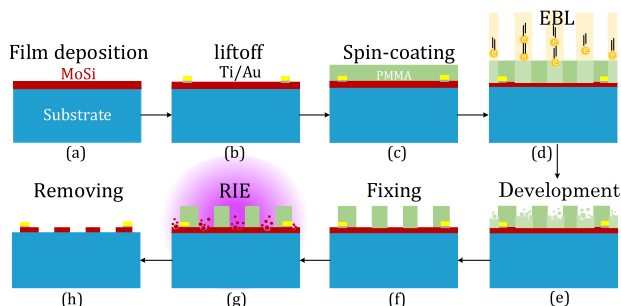 Film deposition
MoSi
Substrate
(a)
liftoff
Ti/Au
(b)
Spin-coating
PMMA
(c)
EBL
e e e e e e
(d)
Development
(e)
Fixing
(f)
RIE
(g)
Removing
(h)